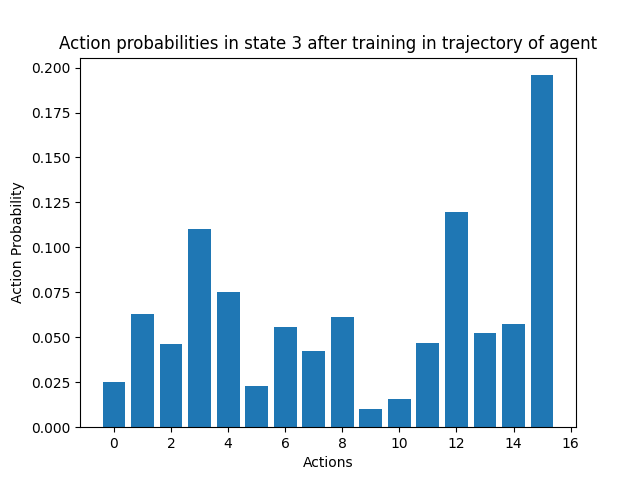 Action probabilities in state 3 after training in trajectory of agent
0.200
0.175
0.150
0.125
0.100
0.075
0.050
0.025
0.000
Action Probability
0 2 4 6 8 10 12 14 16
Actions